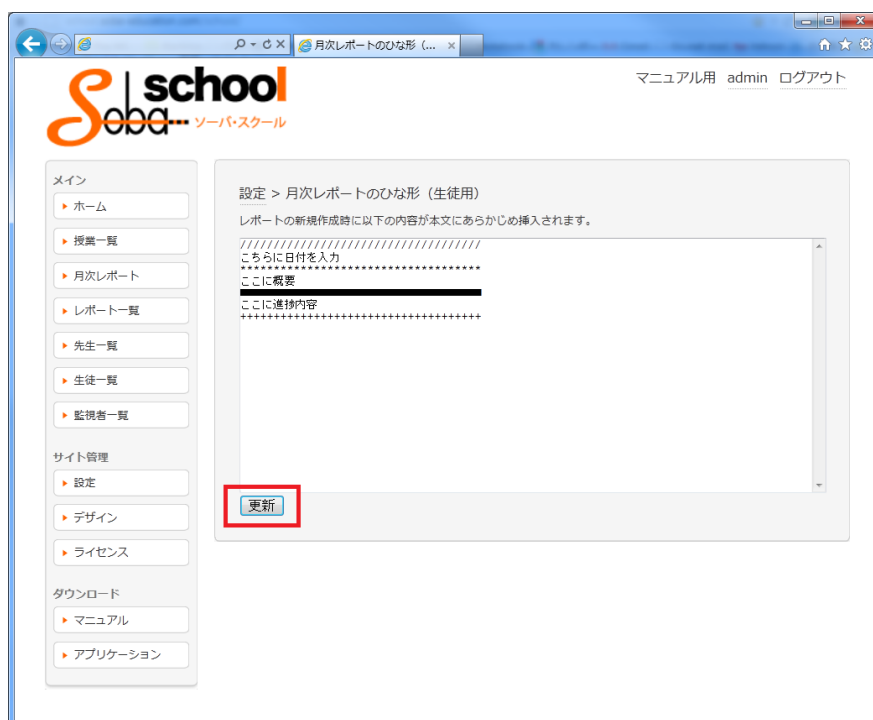 月次レポートのひな形 (...
school
Soba
ソーバ・スクール
マニュアル用 admin ログアウト
メイン
ホーム
授業一覧
月次レポート
レポート一覧
先生一覧
生徒一覧
監視者一覧
サイト管理
設定
デザイン
ライセンス
ダウンロード
マニュアル
アプリケーション
設定 > 月次レポートのひな形（生徒用）
レポートの新規作成時に以下の内容が本文にあらかじめ挿入されます。
////////////////////////////////////
こちらに日付を入力
************************************
ここに概要
ここに進捗内容
++++++++++++++++++++++++++++++++++++
更新